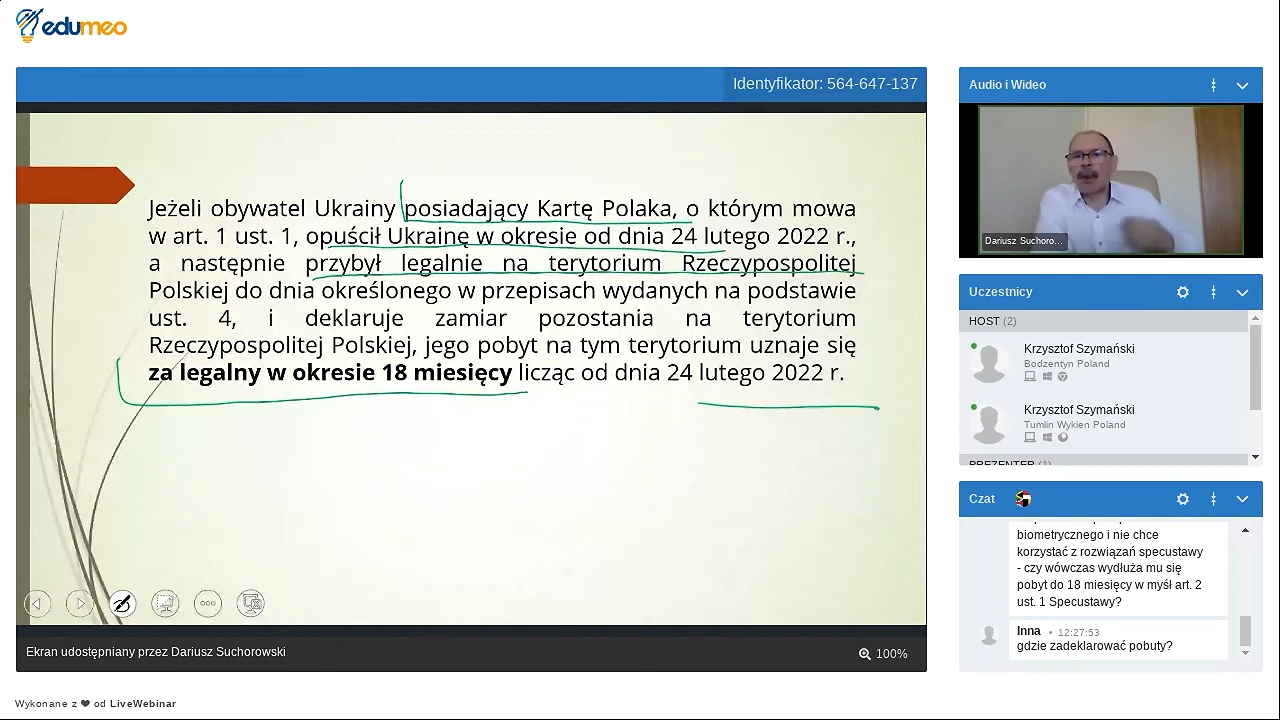 edumeo
Identyfikator: 564-647-137
Jeżeli obywatel Ukrainy posiadający Kartę Polaka, o którym mowa
w art. 1 ust. 1, opuścił Ukrainę w okresie od dnia 24 lutego 2022 r.,
a następnie przybył legalnie na terytorium Rzeczypospolitej
Polskiej do dnia określonego w przepisach wydanych na podstawie
ust. 4, i deklaruje zamiar pozostania na terytorium
Rzeczypospolitej Polskiej, jego pobyt na tym terytorium uznaje się
za legalny w okresie 18 miesięcy licząc od dnia 24 lutego 2022 r.
Ekran udostępniany przez Dariusz Suchorowski
100%
Audio i Wideo
Dariusz Suchoro...
Uczestnicy
HOST (2)
Krzysztof Szymański
Bodzentyn Poland
Krzysztof Szymański
Tumlin Wykien Poland
PREZENTER (1)
Czat
biometrycznego i nie chce
korzystać z rozwiązań specustawy
- czy wówczas wydłuża mu się
pobyt do 18 miesięcy w myśł art. 2
ust. 1 Specustawy?
Inna • 12:27:53
gdzie zadeklarować pobuty?
Wykonane z ❤ od LiveWebinar